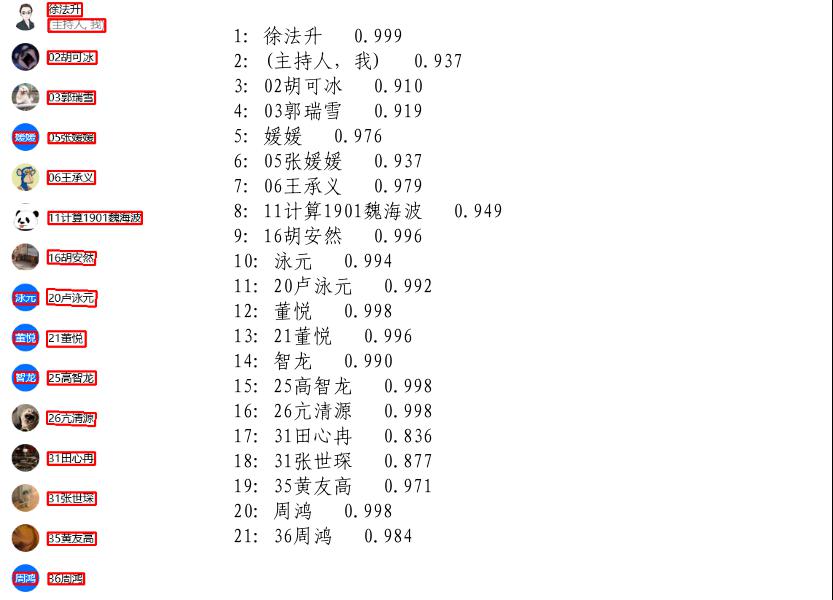 徐法升
主持人, 我
02胡可冰
03郭瑞雪
媛媛
05张媛媛
06王承义
11计算1901魏海波
16胡安然
泳元
20卢泳元
董悦
21董悦
智龙
25高智龙
26亢清源
31田心冉
31张世琛
35黄友高
周鸿
36周鸿
1: 徐法升 0.999
2: (主持人, 我) 0.937
3: 02胡可冰 0.910
4: 03郭瑞雪 0.919
5: 媛媛 0.976
6: 05张媛媛 0.937
7: 06王承义 0.979
8: 11计算1901魏海波 0.949
9: 16胡安然 0.996
10: 泳元 0.994
11: 20卢泳元 0.992
12: 董悦 0.998
13: 21董悦 0.996
14: 智龙 0.990
15: 25高智龙 0.998
16: 26亢清源 0.998
17: 31田心冉 0.836
18: 31张世琛 0.877
19: 35黄友高 0.971
20: 周鸿 0.998
21: 36周鸿 0.984